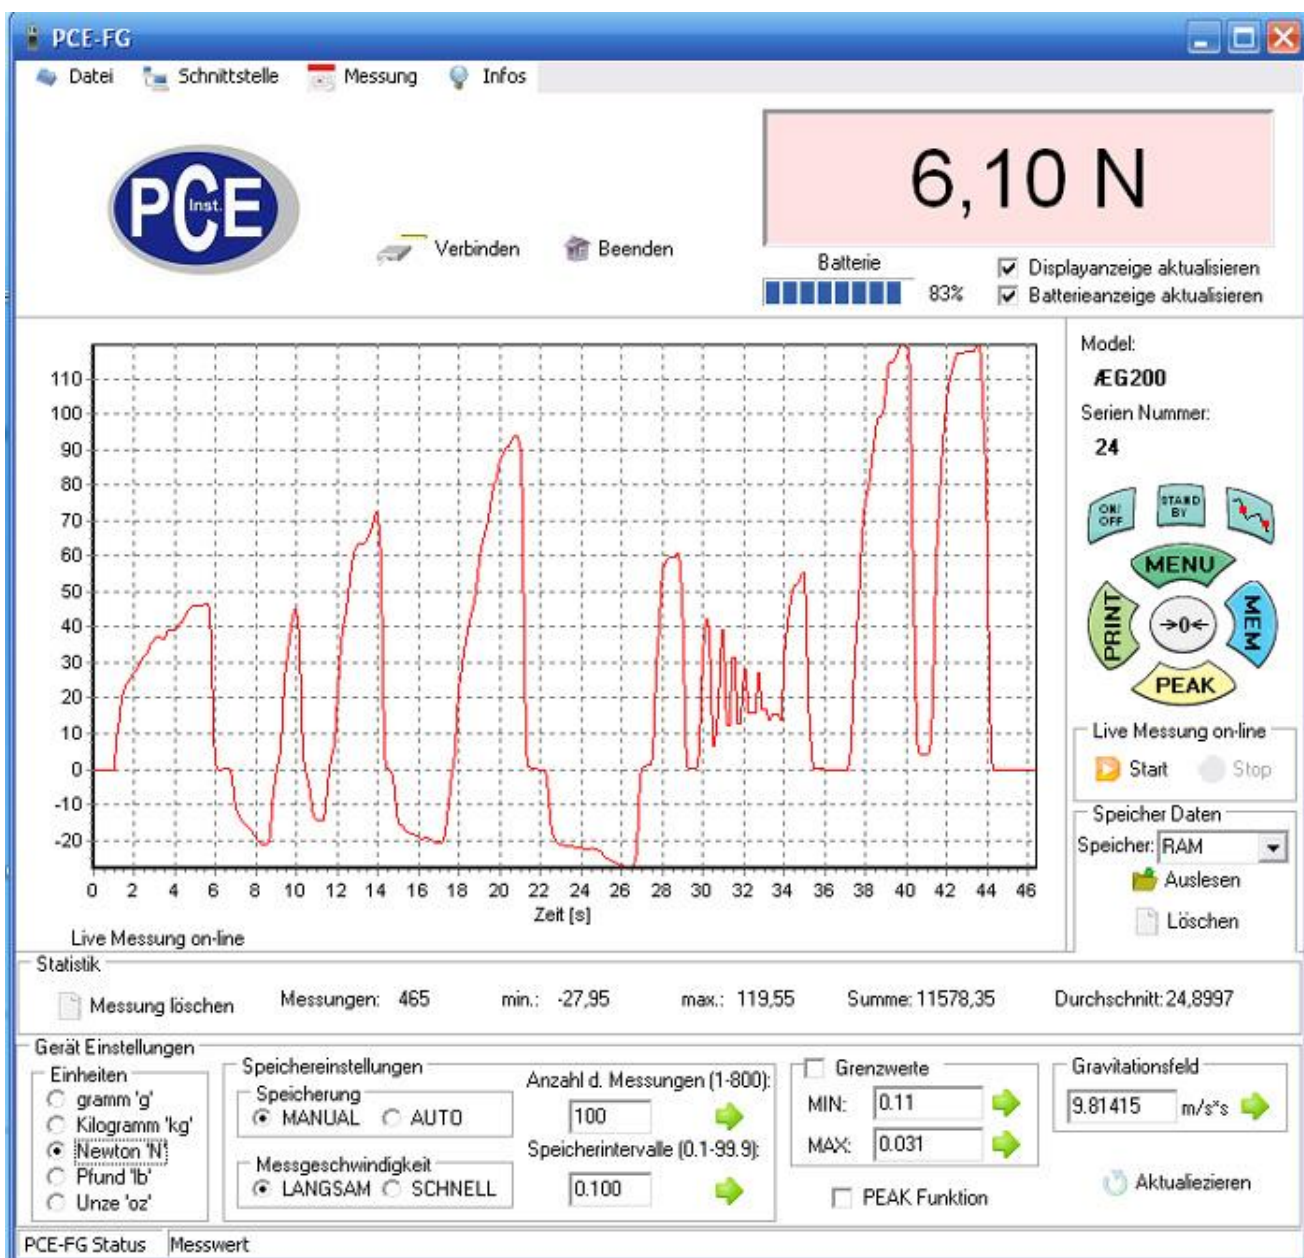 PCE-FG
Datei Schnittstelle Messung Infos
PCE
Inst.
Verbinden Beenden
6,10 N
Batterie
83%
Displayanzeige aktualisieren
Batterieanzeige aktualisieren
110
100
90
80
70
60
50
40
30
20
10
0
-10
-20
0 2 4 6 8 10 12 14 16 18 20 22 24 26 28 30 32 34 36 38 40 42 44 46
Zeit [s]
Live Messung on-line
Model:
ÆG200
Serien Nummer:
24
ON/
OFF
STAND
BY
MENU
PRINT
→0←
MEM
PEAK
Live Messung on-line
Start Stop
Speicher Daten
Speicher: RAM
Auslesen
Löschen
Statistik
Messung löschen Messungen: 465 min.: -27,95 max.: 119,55 Summe: 11578,35 Durchschnitt: 24,8997
Gerät Einstellungen
Einheiten
gramm 'g'
Kilogramm 'kg'
Newton 'N'
Pfund 'lb'
Unze 'oz'
Speichereinstellungen
Speicherung
MANUAL AUTO
Messgeschwindigkeit
LANGSAM SCHNELL
Anzahl d. Messungen (1-800):
100
Speicherintervalle (0.1-99.9):
0.100
Grenzwerte
MIN: 0.11
MAX: 0.031
PEAK Funktion
Gravitationsfeld
9.81415 m/s*s
Aktualiezieren
PCE-FG Status Messwert